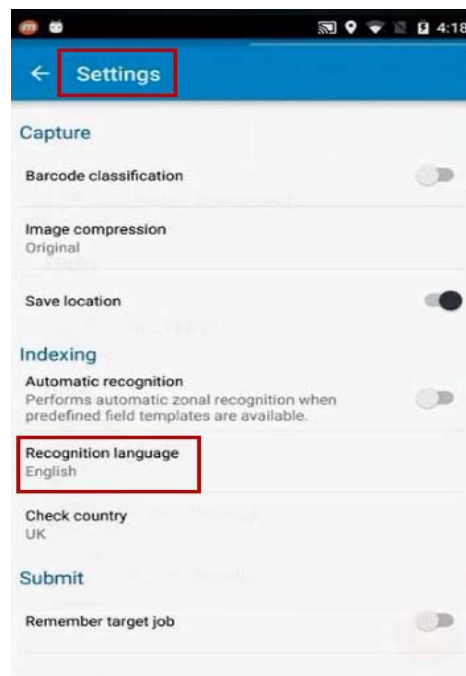 4:18
Settings
Capture
Barcode classification
Image compression
Original
Save location
Indexing
Automatic recognition
Performs automatic zonal recognition when
predefined field templates are available.
Recognition language
English
Check country
UK
Submit
Remember target job